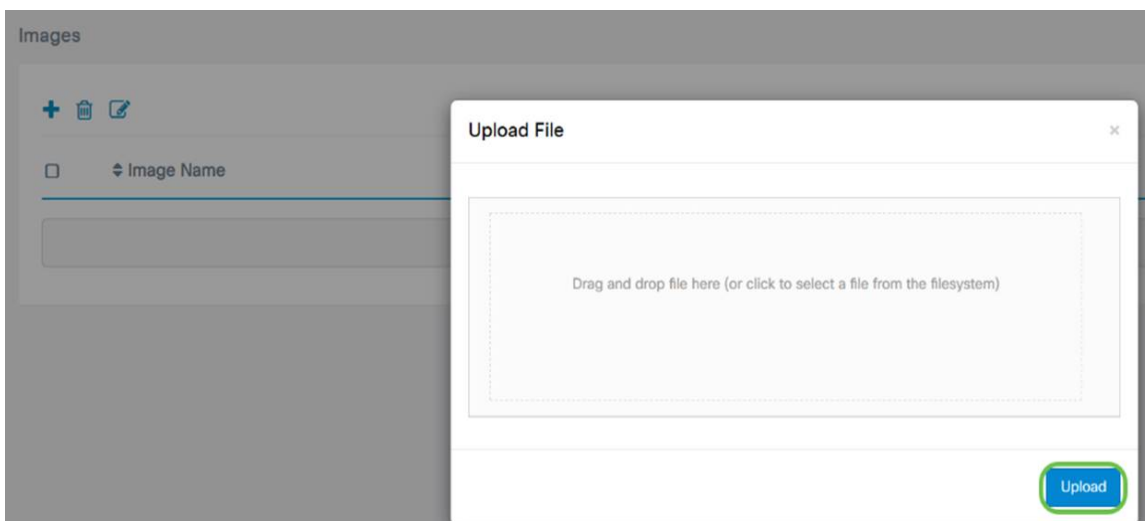 Images
Upload File
×
Image Name
Drag and drop file here (or click to select a file from the filesystem)
Upload